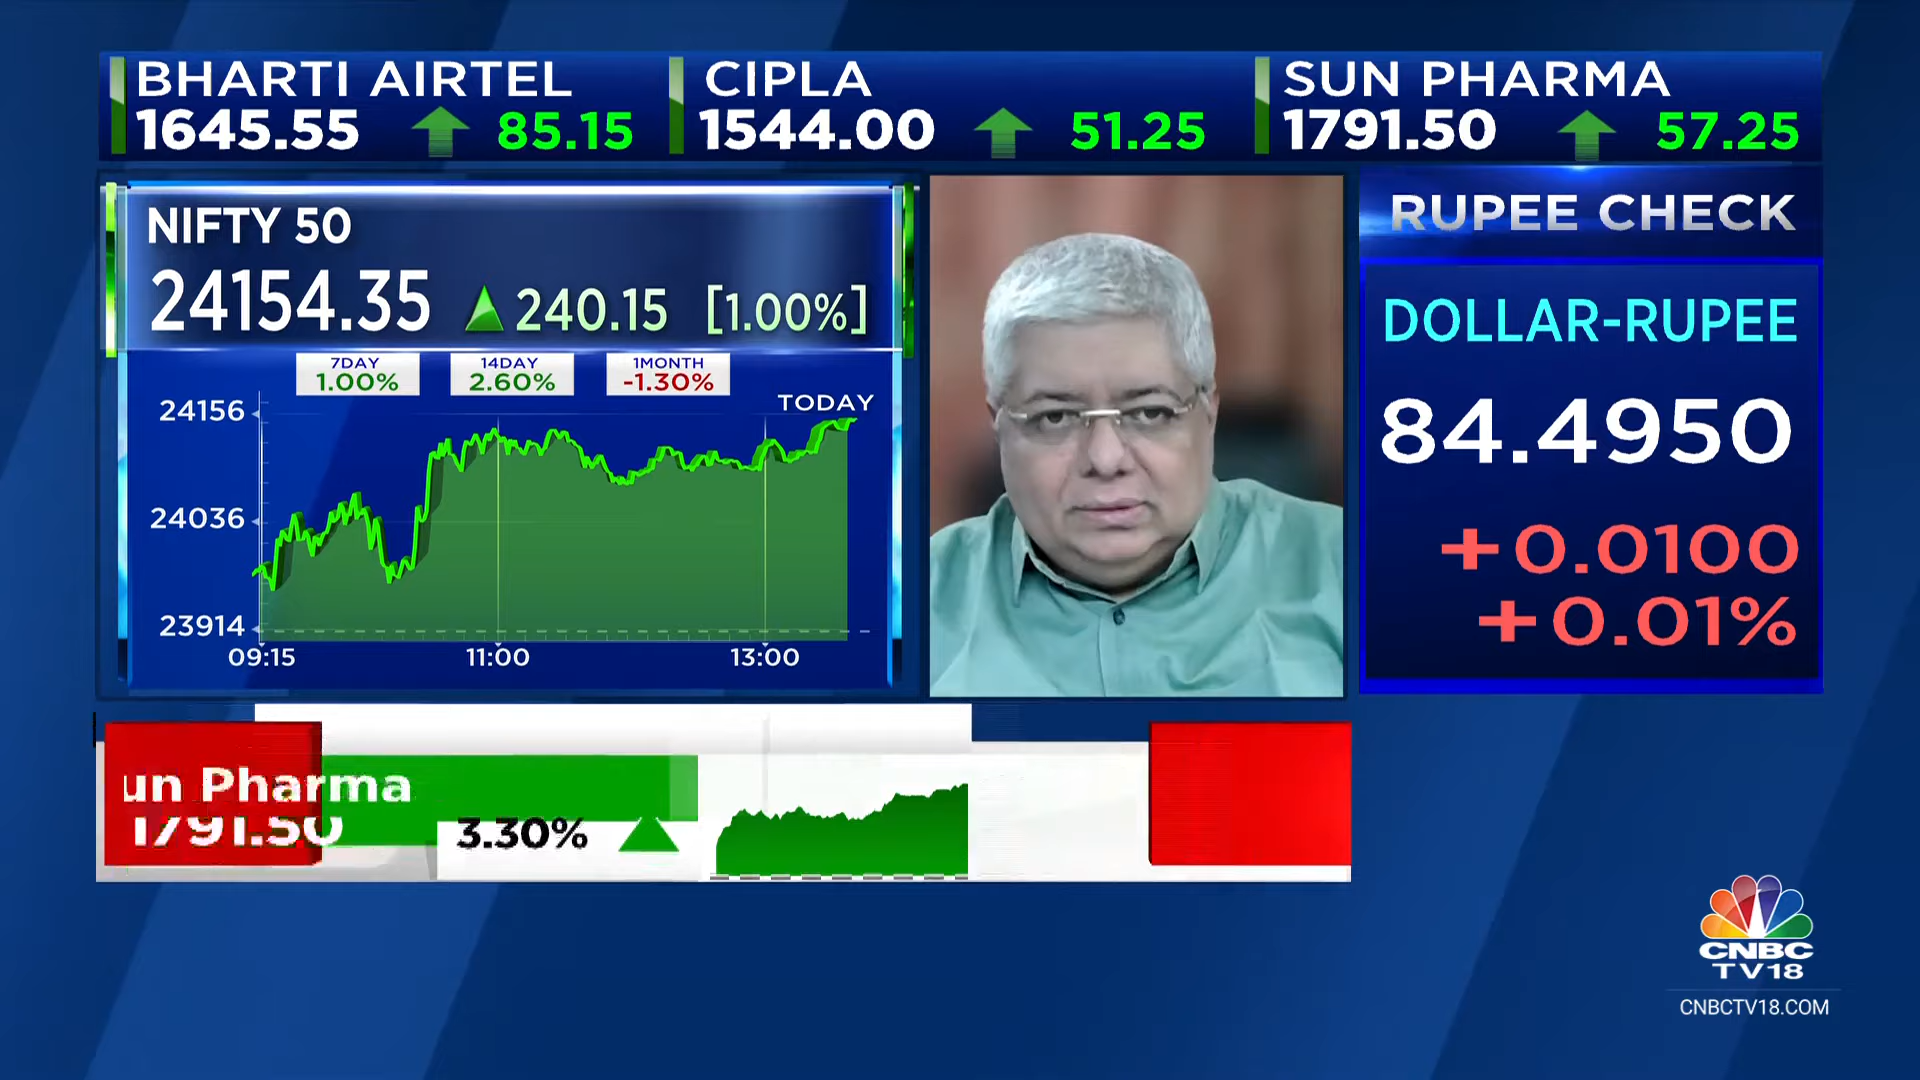 BHARTI AIRTEL
1645.55 85.15
CIPLA
1544.00 51.25
SUN PHARMA
1791.50 57.25
NIFTY 50
24154.35 240.15 [1.00%]
7DAY
1.00%
14DAY
2.60%
1MONTH
-1.30%
TODAY
24156
24036
23914
09:15 11:00 13:00
RUPEE CHECK
DOLLAR-RUPEE
84.4950
+0.0100
+0.01%
un Pharma
1791.50
3.30%
CNBC
TV18
CNBCTV18.COM